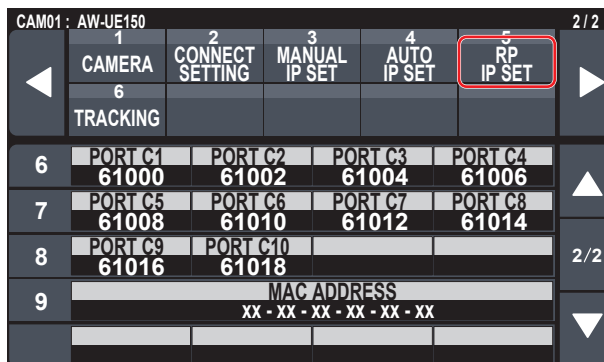 CAM01 : AW-UE150 2 / 2
1 2 3 4 5
CAMERA CONNECT SETTING MANUAL IP SET AUTO IP SET RP IP SET
6
TRACKING
6 PORT C1 PORT C2 PORT C3 PORT C4
61000 61002 61004 61006
7 PORT C5 PORT C6 PORT C7 PORT C8
61008 61010 61012 61014
8 PORT C9 PORT C10 2/2
61016 61018
9 MAC ADDRESS
xx - xx - xx - xx - xx - xx